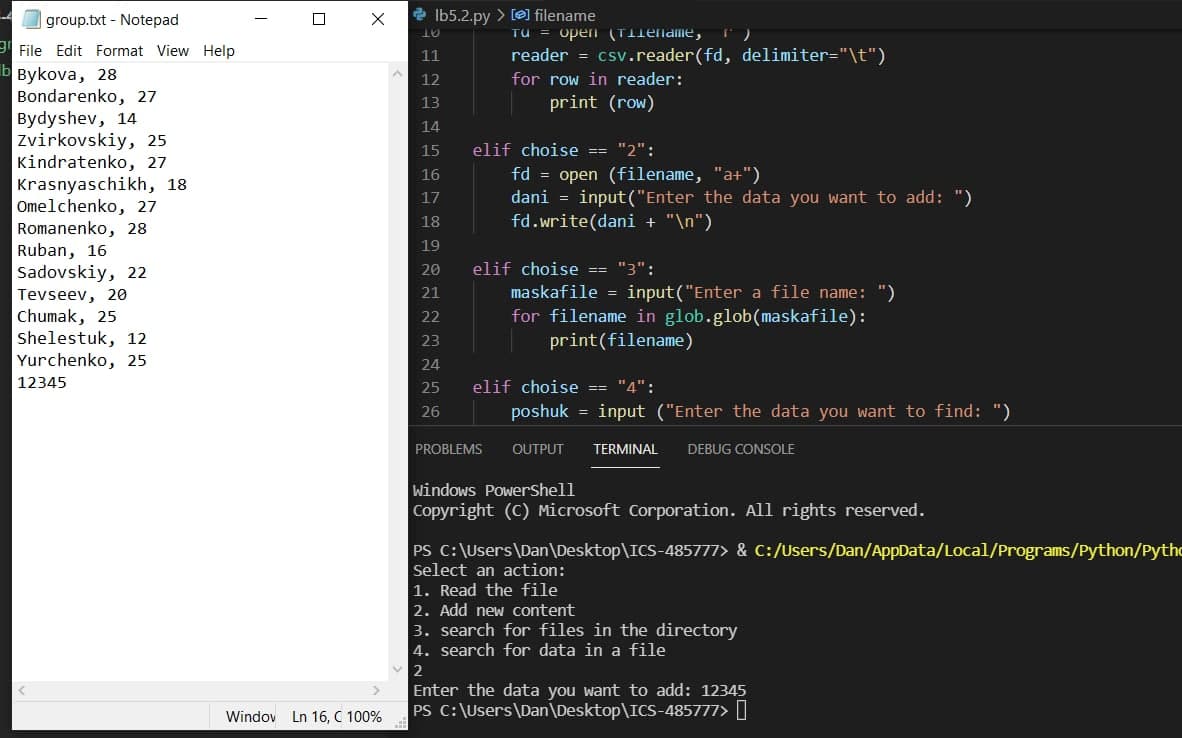 group.txt - Notepad
File Edit Format View Help
Bykova, 28
Bondarenko, 27
Bydyshev, 14
Zvirkovskiy, 25
Kindratenko, 27
Krasnyaschikh, 18
Omelchenko, 27
Romanenko, 28
Ruban, 16
Sadovskiy, 22
Tevseev, 20
Chumak, 25
Shelestuk, 12
Yurchenko, 25
12345
Window Ln 16, C 100%
lb5.2.py > filename
10 fd = open (filename, "r")
11 reader = csv.reader(fd, delimiter="\t")
12 for row in reader:
13 print (row)
14
15 elif choise == "2":
16 fd = open (filename, "a+")
17 dani = input("Enter the data you want to add: ")
18 fd.write(dani + "\n")
19
20 elif choise == "3":
21 maskafile = input("Enter a file name: ")
22 for filename in glob.glob(maskafile):
23 print(filename)
24
25 elif choise == "4":
26 poshuk = input ("Enter the data you want to find: ")
PROBLEMS OUTPUT TERMINAL DEBUG CONSOLE
Windows PowerShell
Copyright (C) Microsoft Corporation. All rights reserved.
PS C:\Users\Dan\Desktop\ICS-485777> & C:/Users/Dan/AppData/Local/Programs/Python/Pytho
Select an action:
1. Read the file
2. Add new content
3. search for files in the directory
4. search for data in a file
2
Enter the data you want to add: 12345
PS C:\Users\Dan\Desktop\ICS-485777>